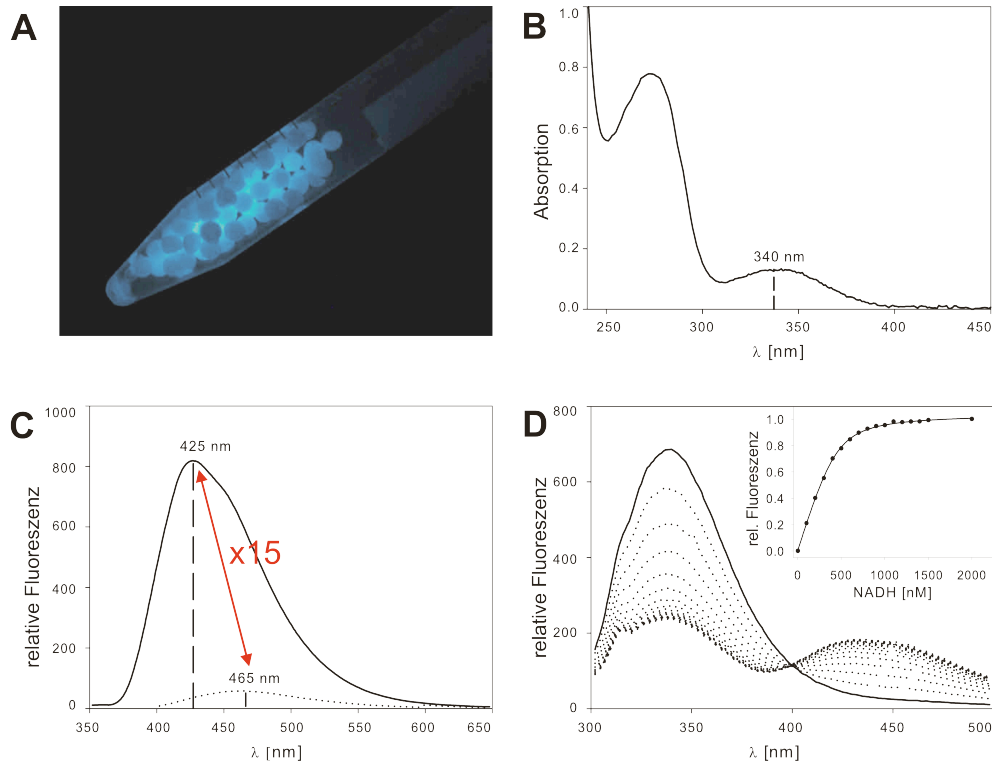 A
B
1.0
0.8
0.6
0.4
0.2
0.0
Absorption
340 nm
250 300 350 400 450
λ [nm]
C
1000
800
600
400
200
0
relative Fluoreszenz
425 nm
x15
465 nm
350 400 450 500 550 600 650
λ [nm]
D
800
600
400
200
0
relative Fluoreszenz
1.0
0.8
0.6
0.4
0.2
0.0
rel. Fluoreszenz
0 500 1000 1500 2000
NADH [nM]
300 350 400 450 500
λ [nm]